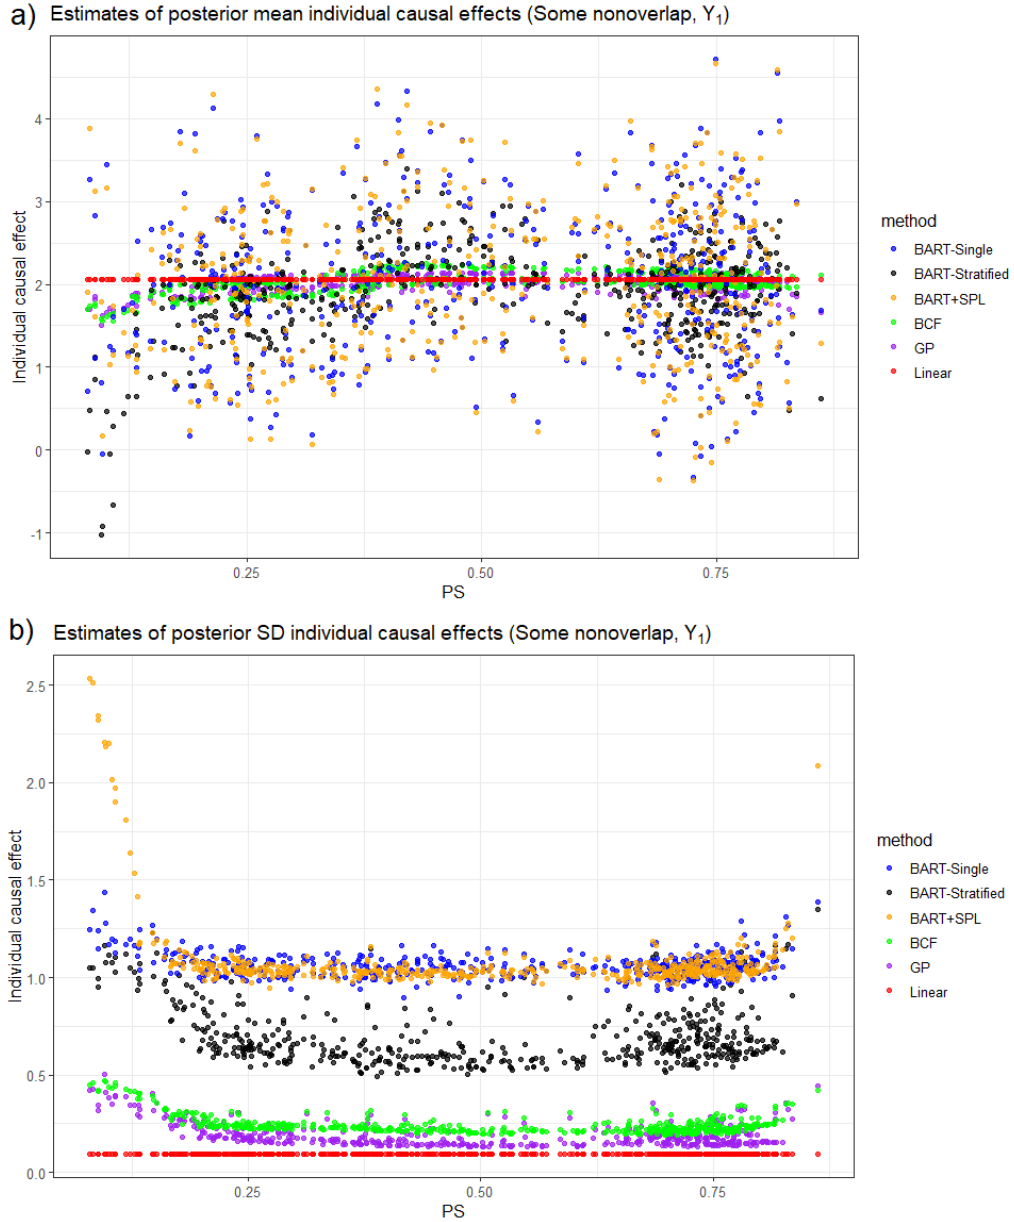 a) Estimates of posterior mean individual causal effects (Some nonoverlap, Y₁)
Individual causal effect
4
3
2
1
0
-1
0.25
0.50
0.75
PS
method
BART-Single
BART-Stratified
BART+SPL
BCF
GP
Linear
b) Estimates of posterior SD individual causal effects (Some nonoverlap, Y₁)
Individual causal effect
2.5
2.0
1.5
1.0
0.5
0.0
0.25
0.50
0.75
PS
method
BART-Single
BART-Stratified
BART+SPL
BCF
GP
Linear